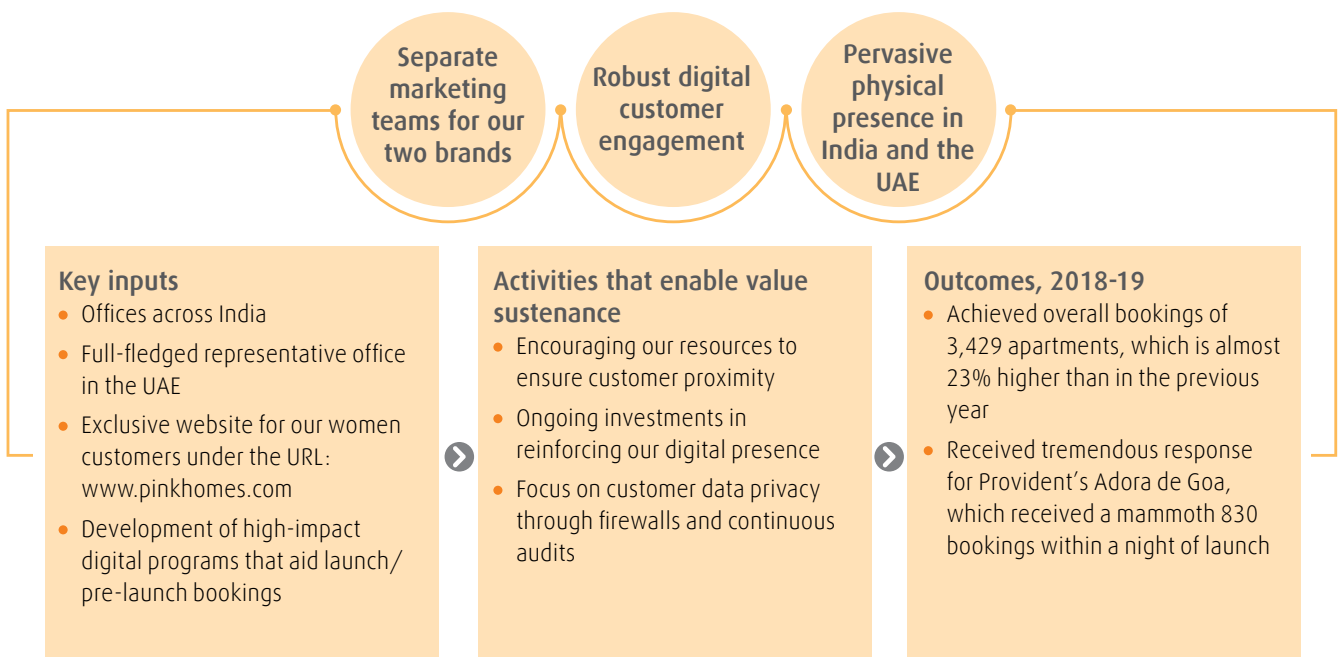 Separate
marketing
teams for our
two brands
Robust digital
customer
engagement
Pervasive
physical
presence in
India and the
UAE
Key inputs
• Offices across India
• Full-fledged representative office
in the UAE
• Exclusive website for our women
customers under the URL:
www.pinkhomes.com
• Development of high-impact
digital programs that aid launch/
pre-launch bookings
Activities that enable value
sustenance
• Encouraging our resources to
ensure customer proximity
• Ongoing investments in
reinforcing our digital presence
• Focus on customer data privacy
through firewalls and continuous
audits
Outcomes, 2018-19
• Achieved overall bookings of
3,429 apartments, which is almost
23% higher than in the previous
year
• Received tremendous response
for Provident’s Adora de Goa,
which received a mammoth 830
bookings within a night of launch